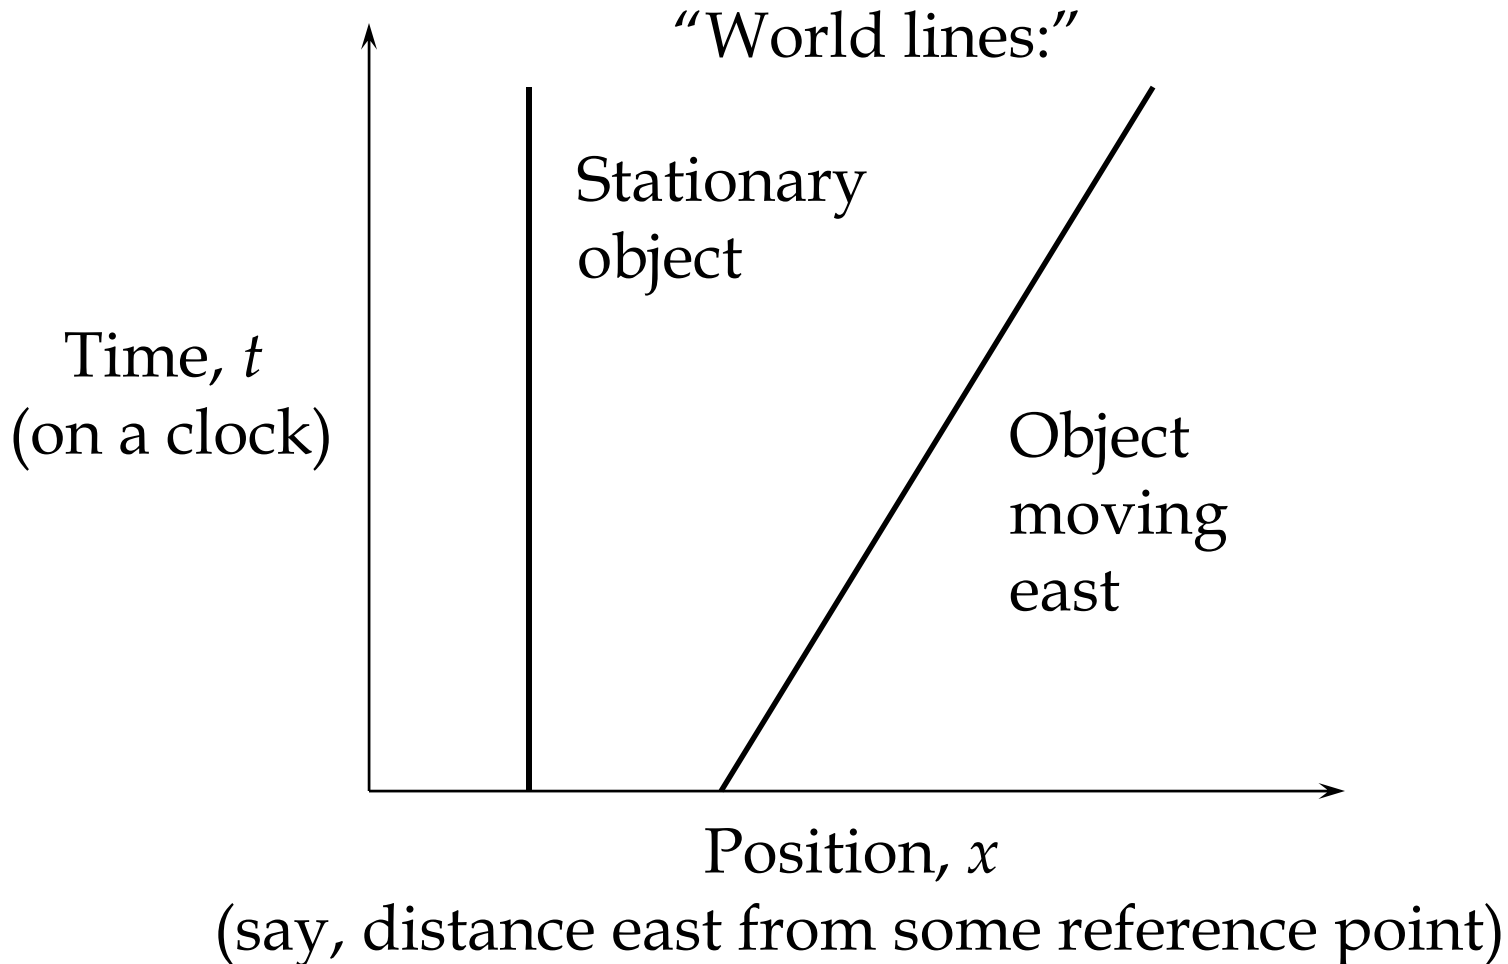 “World lines:”
Stationary
object
Time, t
(on a clock)
Object
moving
east
Position, x
(say, distance east from some reference point)